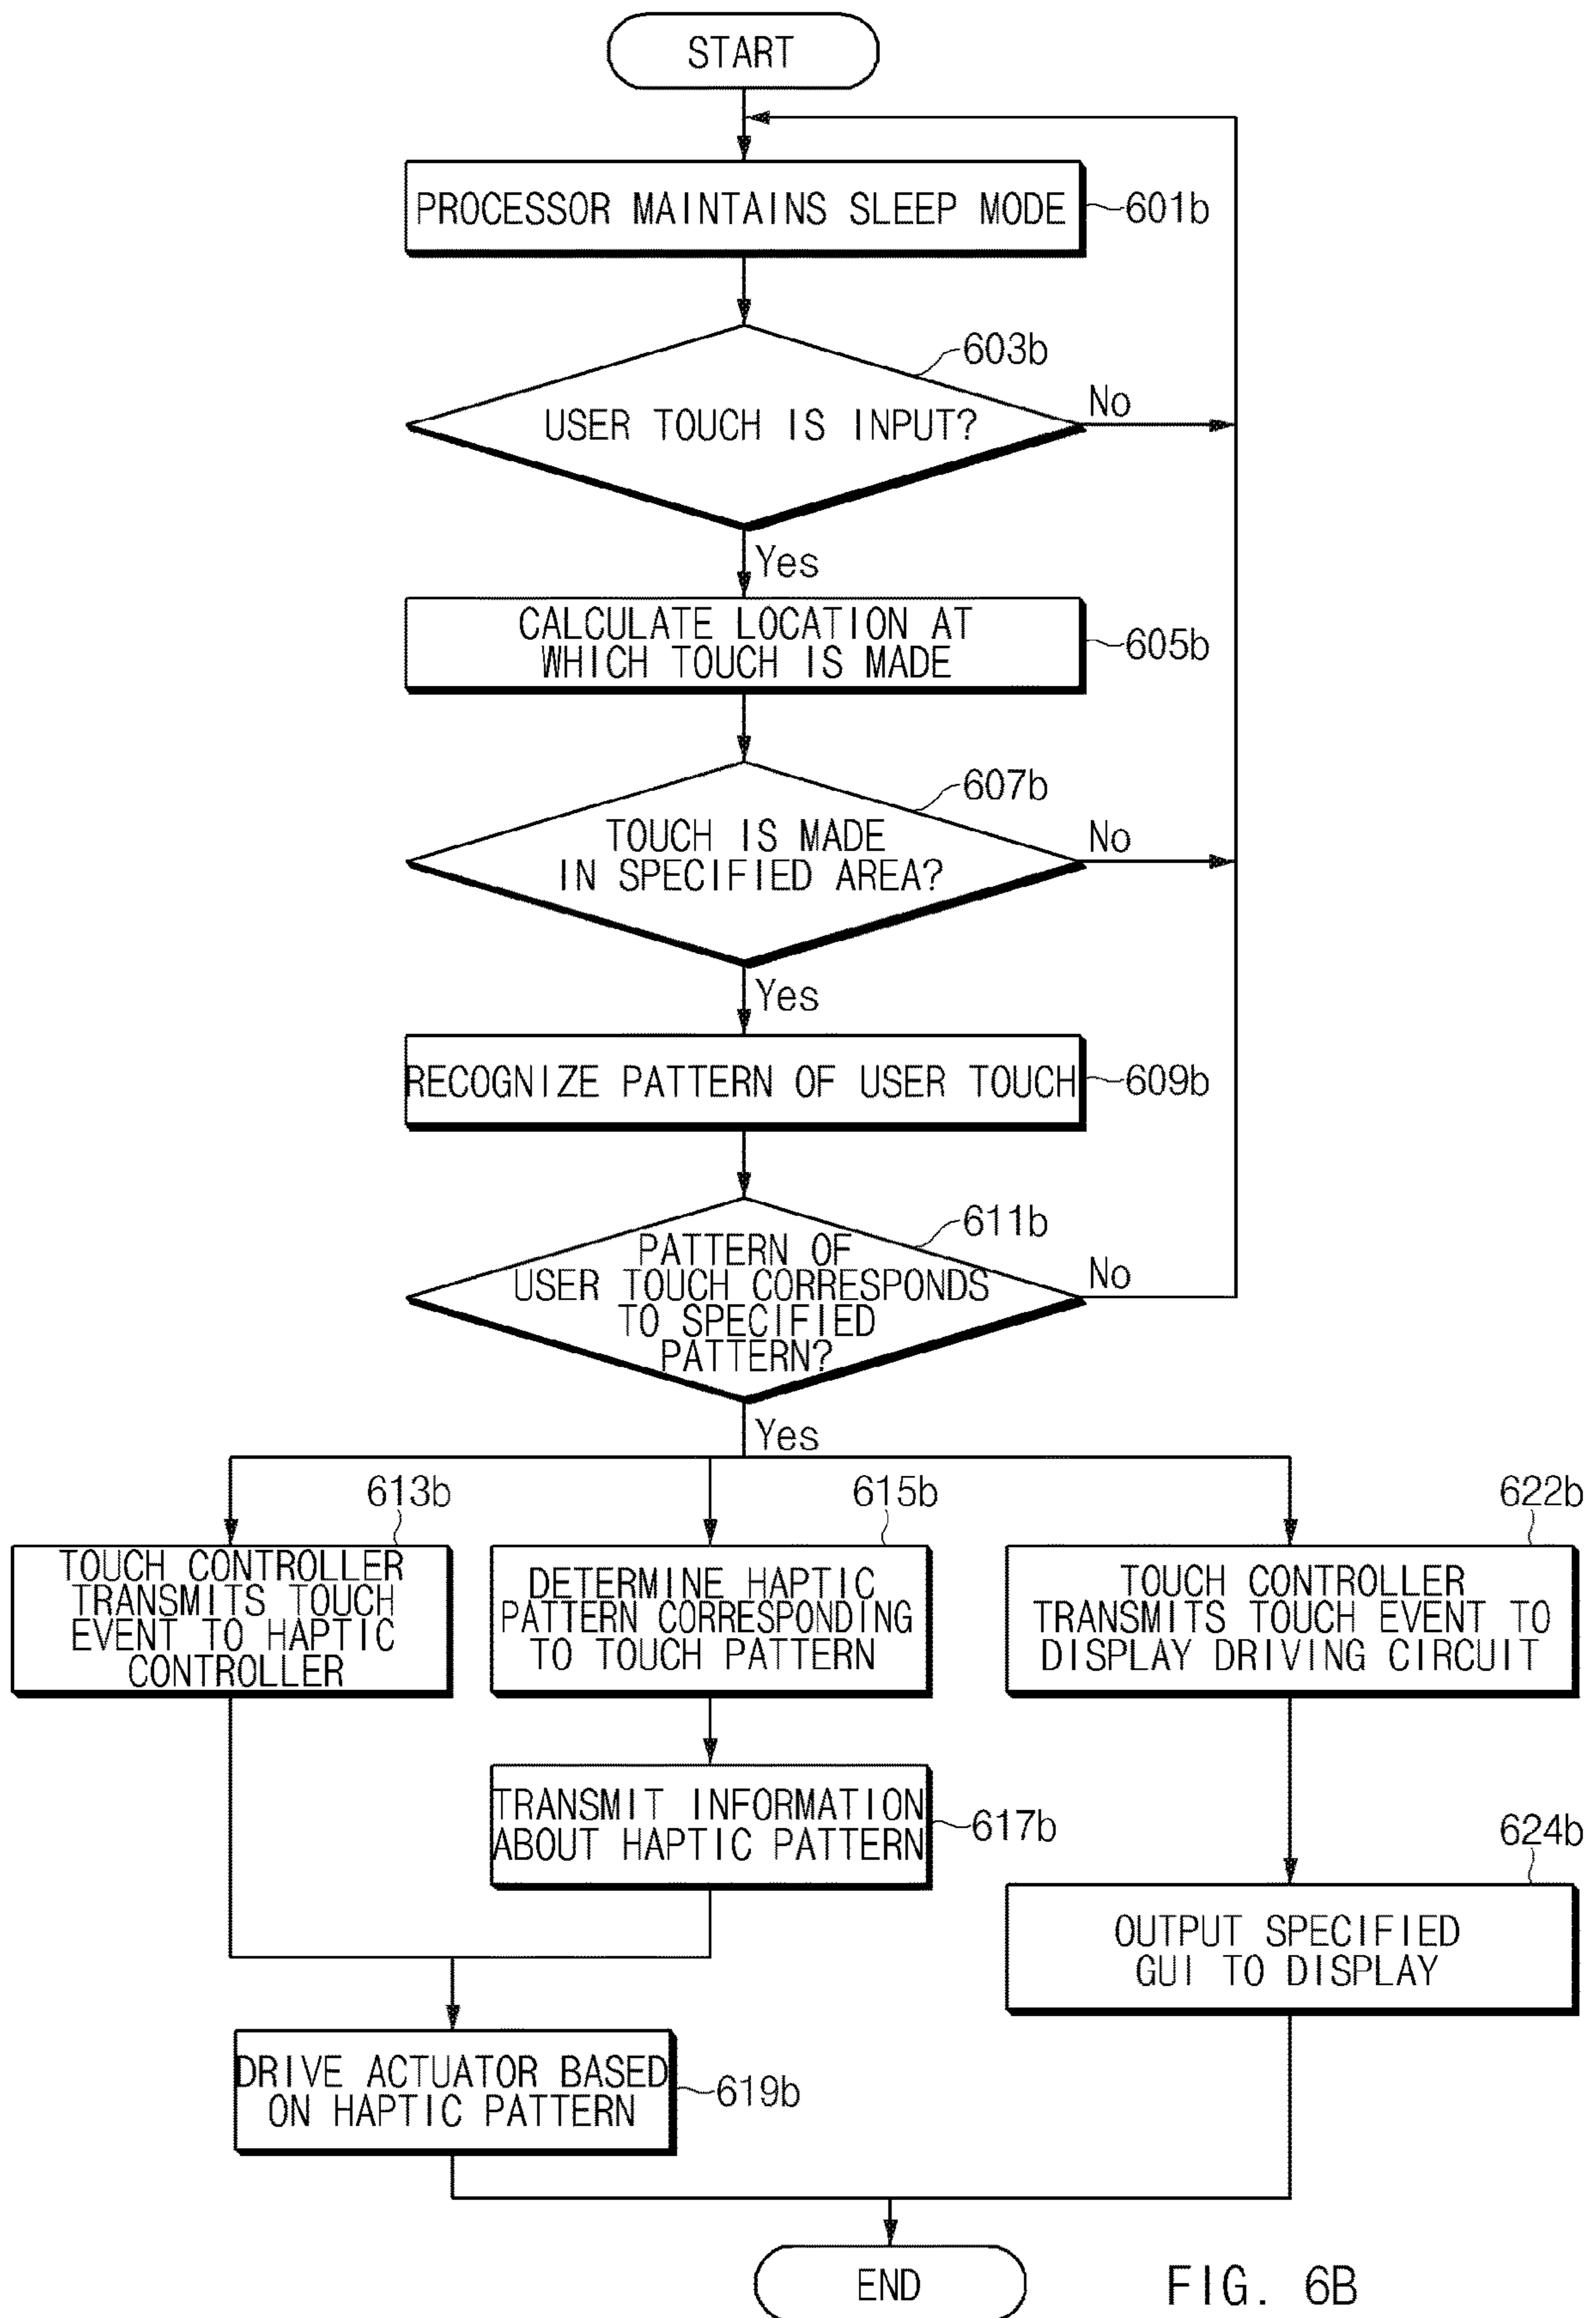 START
PROCESSOR MAINTAINS SLEEP MODE
601b
603b
USER TOUCH IS INPUT?
No
Yes
CALCULATE LOCATION AT
WHICH TOUCH IS MADE
605b
607b
TOUCH IS MADE
IN SPECIFIED AREA?
No
Yes
RECOGNIZE PATTERN OF USER TOUCH
609b
611b
PATTERN OF
USER TOUCH CORRESPONDS
TO SPECIFIED
PATTERN?
No
Yes
613b
TOUCH CONTROLLER
TRANSMITS TOUCH
EVENT TO HAPTIC
CONTROLLER
615b
DETERMINE HAPTIC
PATTERN CORRESPONDING
TO TOUCH PATTERN
622b
TOUCH CONTROLLER
TRANSMITS TOUCH EVENT TO
DISPLAY DRIVING CIRCUIT
TRANSMIT INFORMATION
ABOUT HAPTIC PATTERN
617b
624b
OUTPUT SPECIFIED
GUI TO DISPLAY
DRIVE ACTUATOR BASED
ON HAPTIC PATTERN
619b
END
FIG. 6B